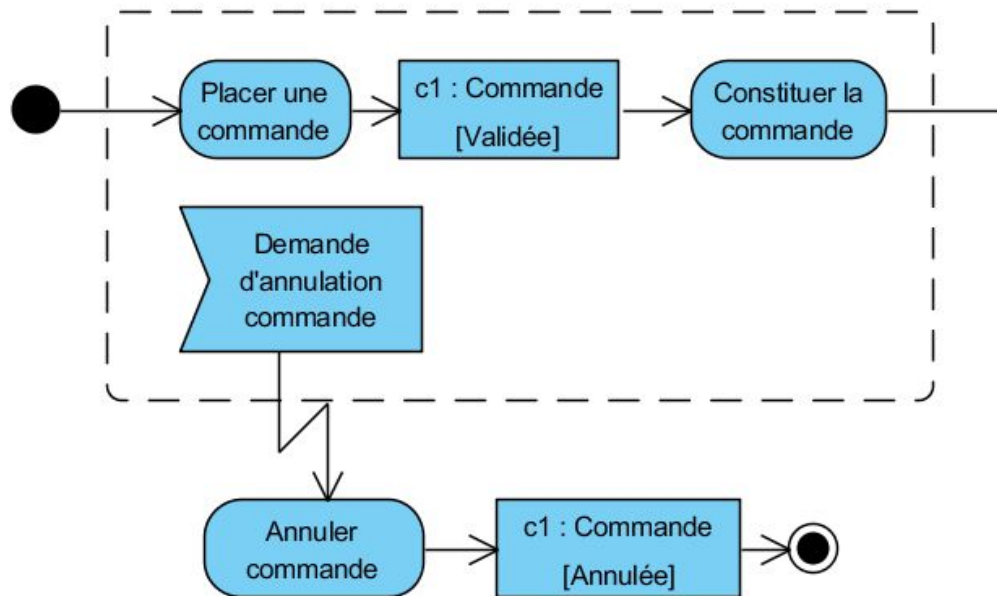 Placer une
commande
c1 : Commande
[Validée]
Constituer la
commande
Demande
d'annulation
commande
Annuler
commande
c1 : Commande
[Annulée]